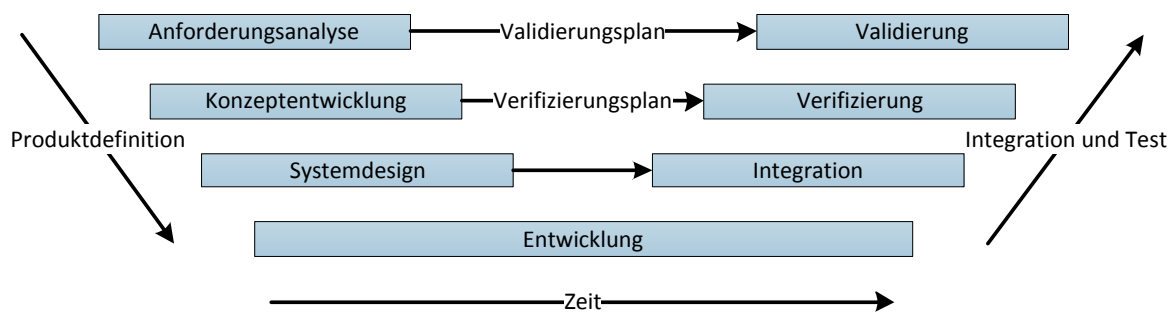 Anforderungsanalyse Validierungsplan Validierung
Konzeptentwicklung Verifizierungsplan Verifizierung
Produktdefinition Integration und Test
Systemdesign Integration
Entwicklung
Zeit